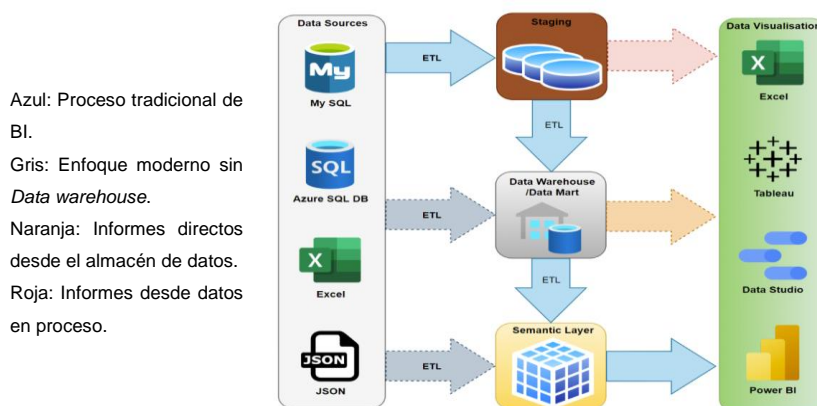 Azul: Proceso tradicional de
BI.
Gris: Enfoque moderno sin
Data warehouse.
Naranja: Informes directos
desde el almacén de datos.
Roja: Informes desde datos
en proceso.
Data Sources
My
My SQL
SQL
Azure SQL DB
X
Excel
JSON
JSON
ETL
Staging
ETL
ETL
Data Warehouse
/Data Mart
ETL
ETL
Semantic Layer
Data Visualisation
X
Excel
Tableau
Data Studio
Power BI